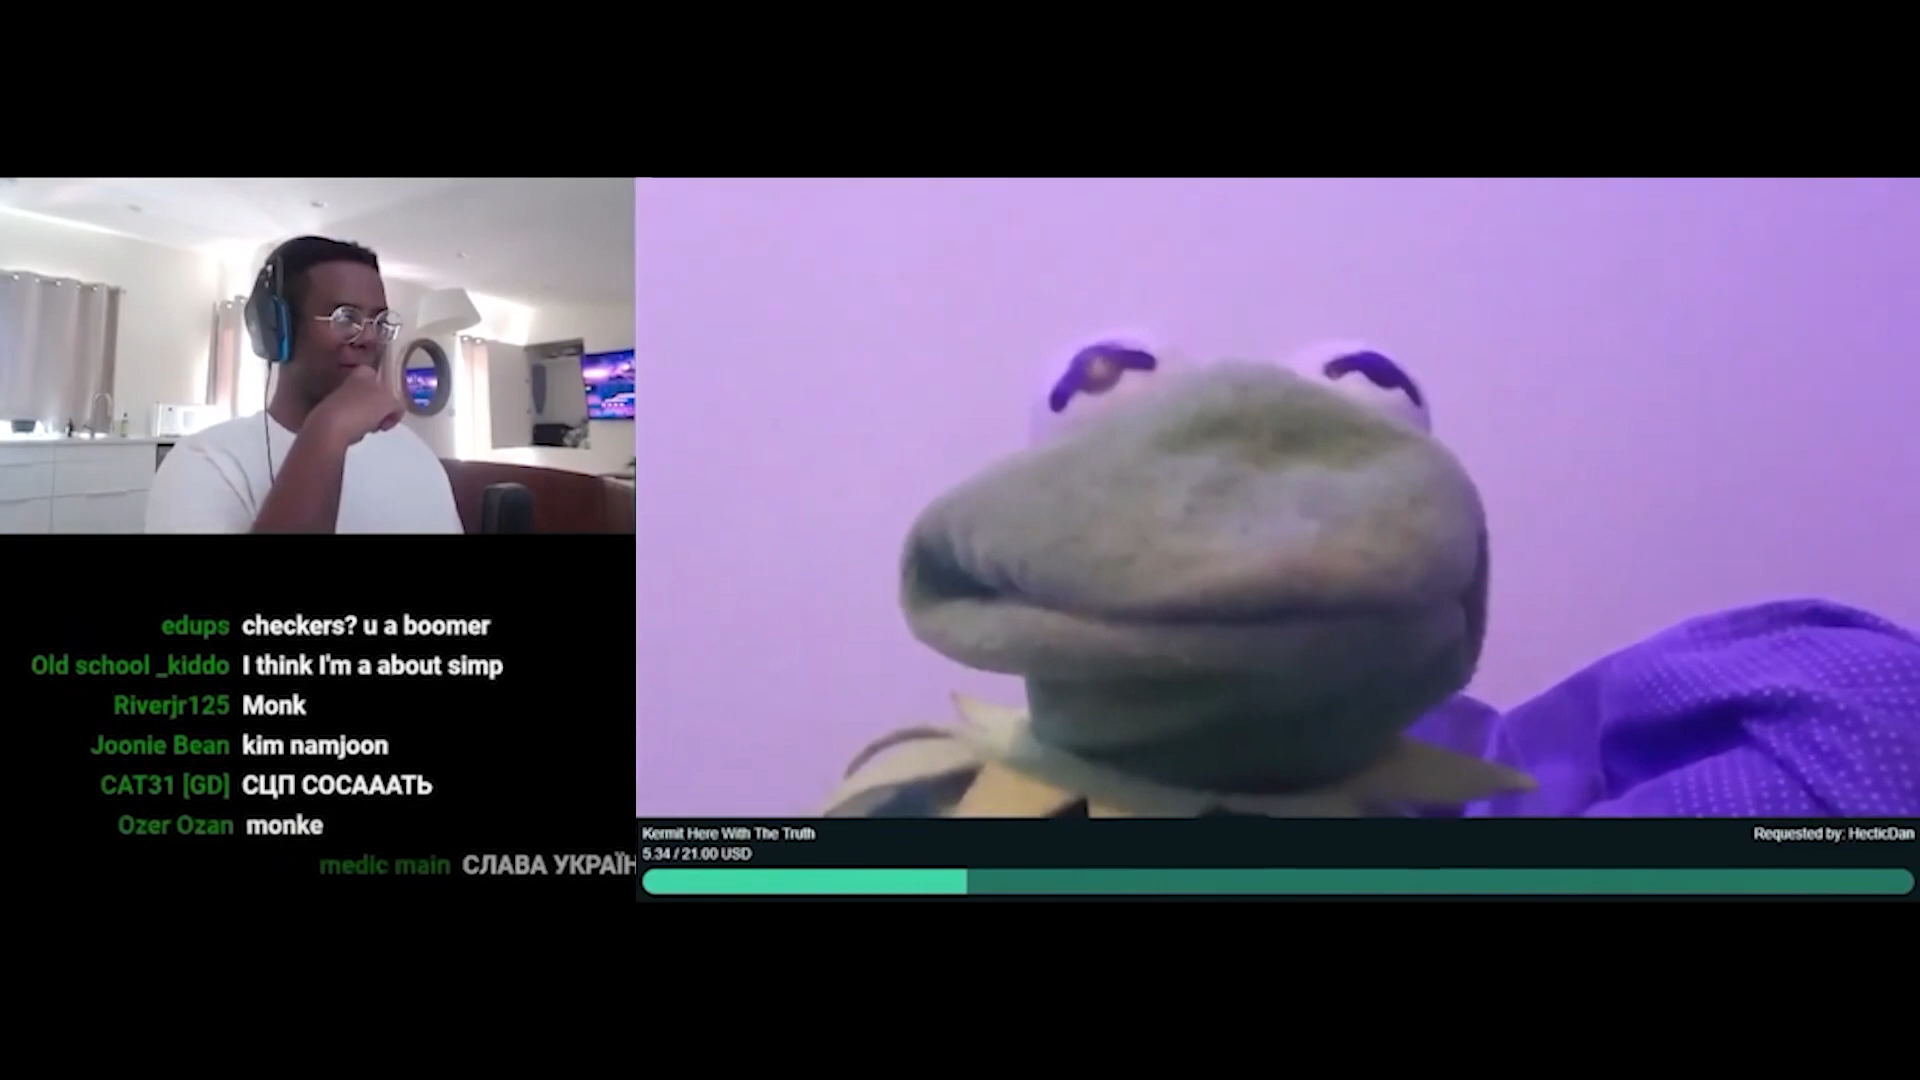 edups checkers? u a boomer
Old school _kiddo I think I'm a about simp
Riverjr125 Monk
Joonie Bean kim namjoon
CAT31 [GD] СЦП СОСАААТЬ
Ozer Ozan monke
medic main СЛАВА УКРАЇН
Kermit Here With The Truth
Requested by: HecticDan
5.34 / 21.00 USD